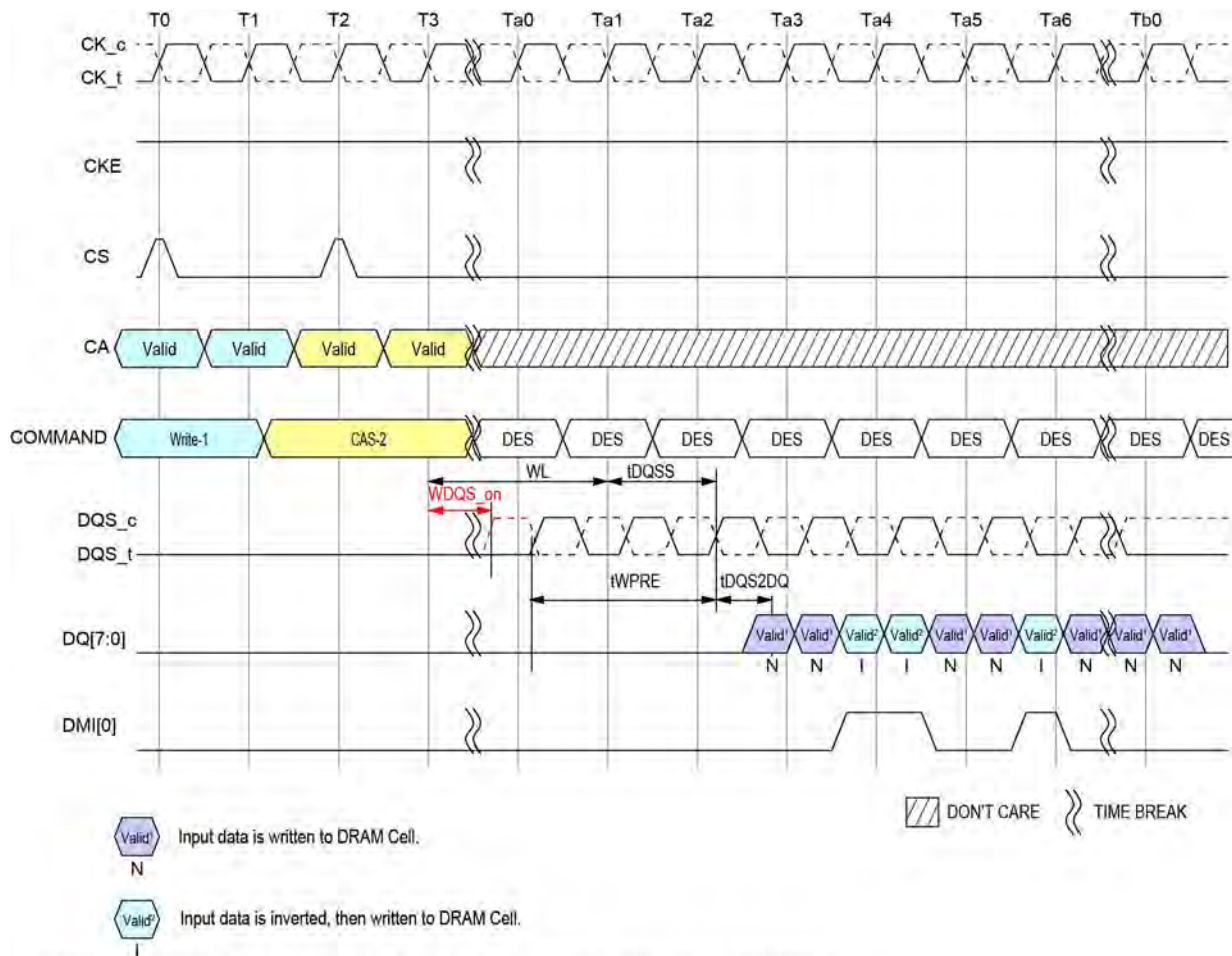 T0 T1 T2 T3 Ta0 Ta1 Ta2 Ta3 Ta4 Ta5 Ta6 Tb0
CK_c
CK_t
CKE
CS
CA Valid Valid Valid Valid
COMMAND Write-1 CAS-2 DES DES DES DES DES DES DES DES DES
WL tDQSS
WDQS_on
DQS_c
DQS_t
tWPRE tDQS2DQ
DQ[7:0] Valid¹ Valid¹ Valid² Valid² Valid¹ Valid¹ Valid² Valid¹ Valid¹ Valid¹
N N I I N N I N N N
DMI[0]
DON'T CARE TIME BREAK
Valid¹ Input data is written to DRAM Cell.
N
Valid² Input data is inverted, then written to DRAM Cell.
I